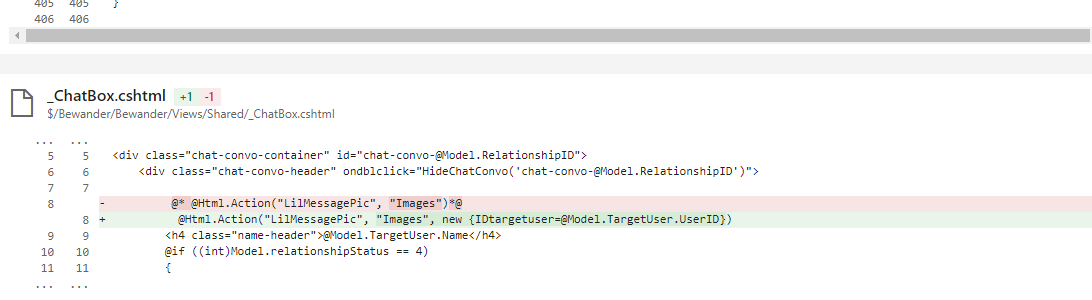 405 405 }
406 406
_ChatBox.cshtml +1 -1
$/Bewander/Bewander/Views/Shared/_ChatBox.cshtml
... ...
5 5 <div class="chat-convo-container" id="chat-convo-@Model.RelationshipID">
6 6 <div class="chat-convo-header" ondblclick="HideChatConvo('chat-convo-@Model.RelationshipID')">
7 7
8 - @* @Html.Action("LilMessagePic", "Images")*@
8 + @Html.Action("LilMessagePic", "Images", new {IDtargetuser=@Model.TargetUser.UserID})
9 9 <h4 class="name-header">@Model.TargetUser.Name</h4>
10 10 @if ((int)Model.relationshipStatus == 4)
11 11 {
... ...